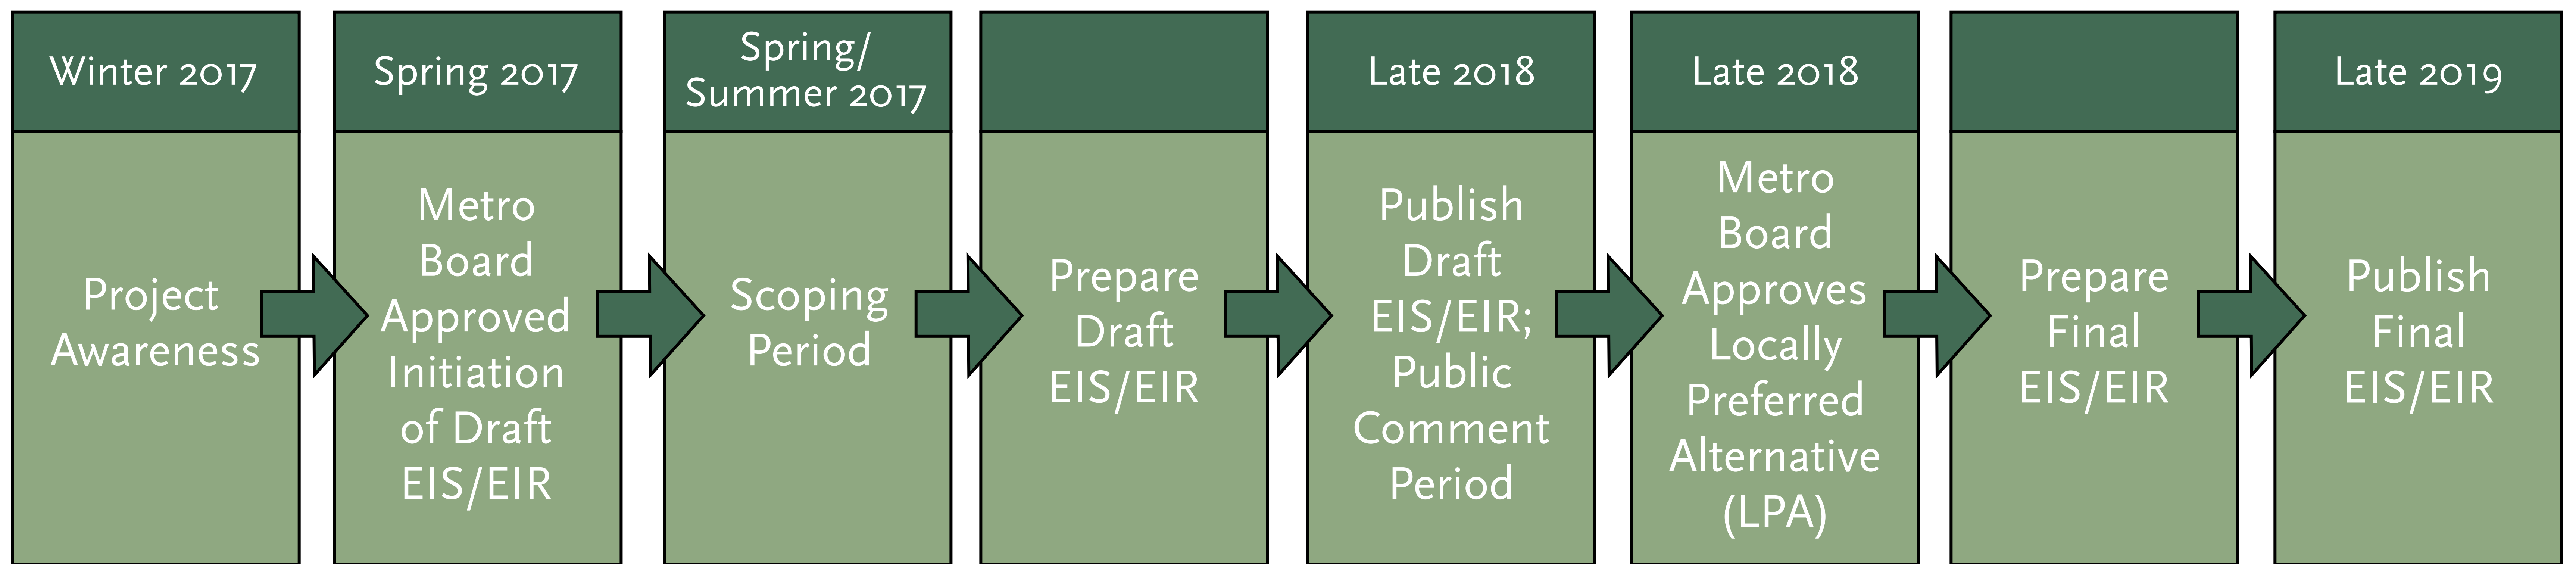 Winter 2017
Project
Awareness
Spring 2017
Metro
Board
Approved
Initiation
of Draft
EIS/EIR
Spring/
Summer 2017
Scoping
Period
Prepare
Draft
EIS/EIR
Late 2018
Publish
Draft
EIS/EIR;
Public
Comment
Period
Late 2018
Metro
Board
Approves
Locally
Preferred
Alternative
(LPA)
Prepare
Final
EIS/EIR
Late 2019
Publish
Final
EIS/EIR